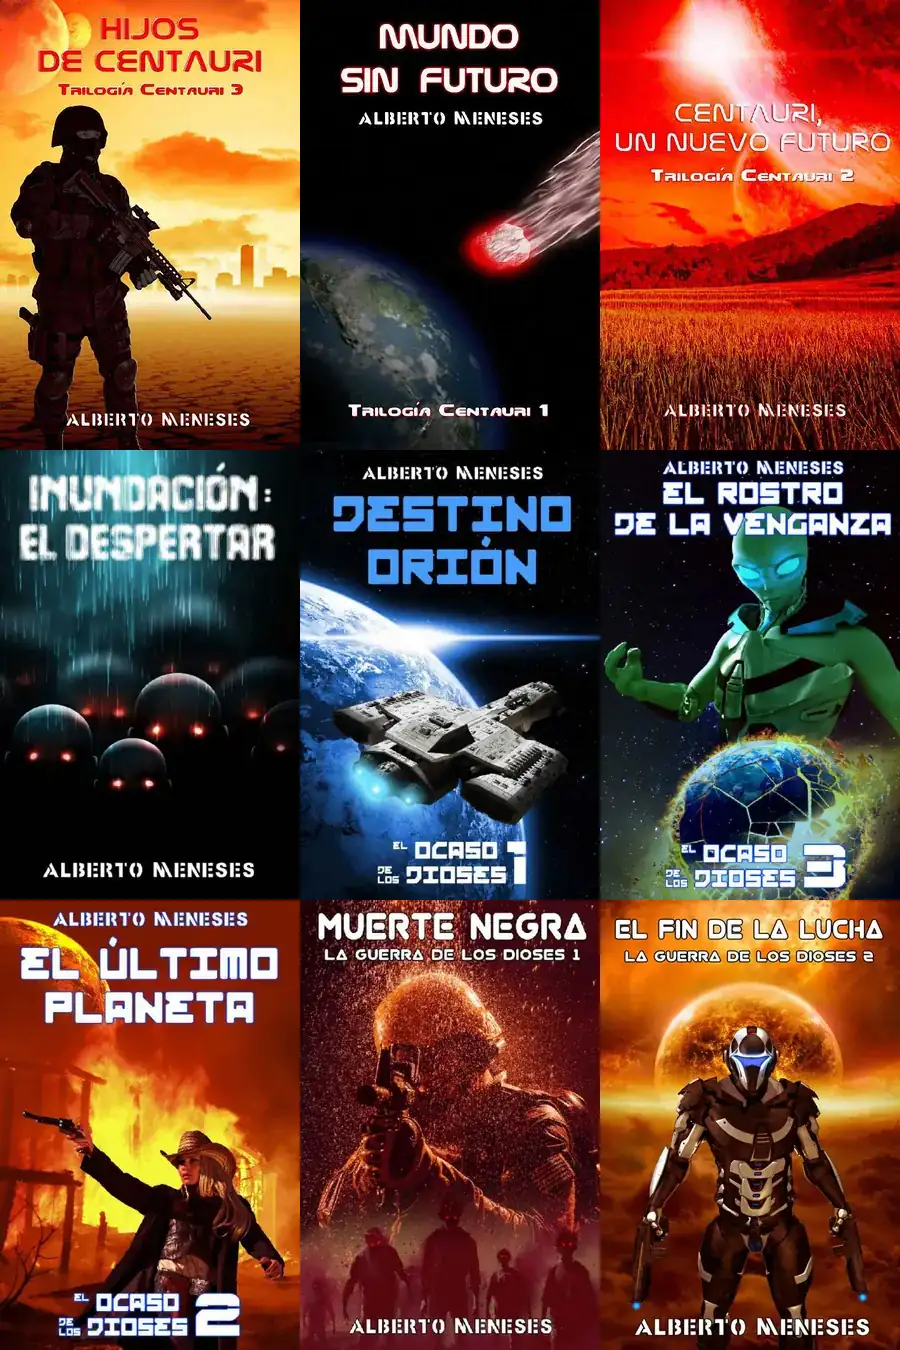 HIJOS
DE CENTAURI
TRILOGÍA CENTAURI 3
ALBERTO MENESES
MUNDO
SIN FUTURO
ALBERTO MENESES
TRILOGÍA CENTAURI 1
CENTAURI,
UN NUEVO FUTURO
TRILOGÍA CENTAURI 2
ALBERTO MENESES
INUNDACIÓN:
EL DESPERTAR
ALBERTO MENESES
ALBERTO MENESES
DESTINO
ORIÓN
EL OCASO
DE LOS DIOSES 1
ALBERTO MENESES
EL ROSTRO
DE LA VENGANZA
EL OCASO
DE LOS DIOSES 3
ALBERTO MENESES
EL ÚLTIMO
PLANETA
EL OCASO
DE LOS DIOSES 2
MUERTE NEGRA
LA GUERRA DE LOS DIOSES 1
ALBERTO MENESES
EL FIN DE LA LUCHA
LA GUERRA DE LOS DIOSES 2
ALBERTO MENESES